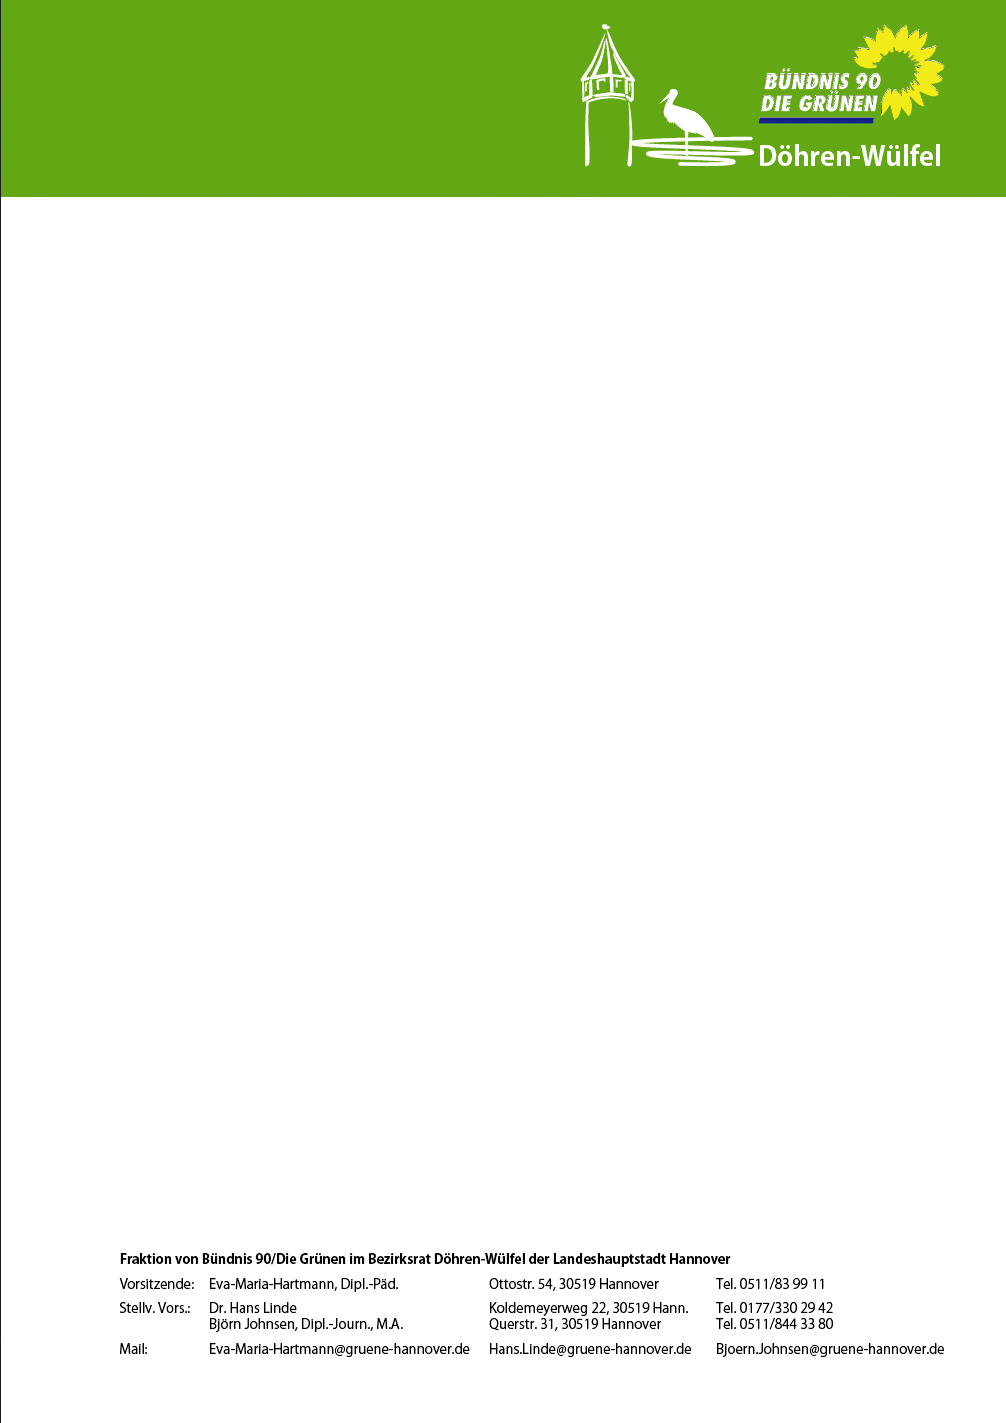 BÜNDNIS 90
DIE GRÜNEN
Döhren-Wülfel
Fraktion von Bündnis 90/Die Grünen im Bezirksrat Döhren-Wülfel der Landeshauptstadt Hannover
Vorsitzende: Eva-Maria-Hartmann, Dipl.-Päd. Ottostr. 54, 30519 Hannover Tel. 0511/83 99 11
Stellv. Vors.: Dr. Hans Linde Koldemeyerweg 22, 30519 Hann. Tel. 0177/330 29 42
Björn Johnsen, Dipl.-Journ., M.A. Querstr. 31, 30519 Hannover Tel. 0511/844 33 80
Mail: Eva-Maria-Hartmann@gruene-hannover.de Hans.Linde@gruene-hannover.de Bjoern.Johnsen@gruene-hannover.de